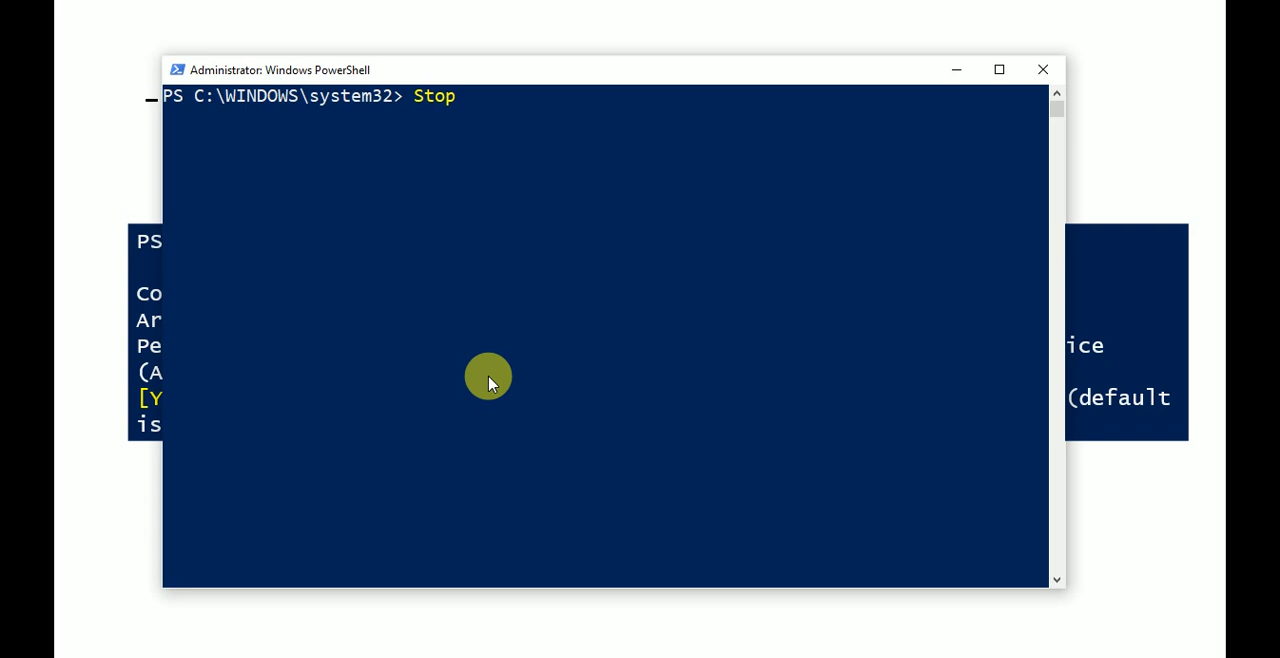 Administrator: Windows PowerShell
PS C:\WINDOWS\system32> Stop
PS
Co
Ar
Pe ice
(A
[Y (default
is